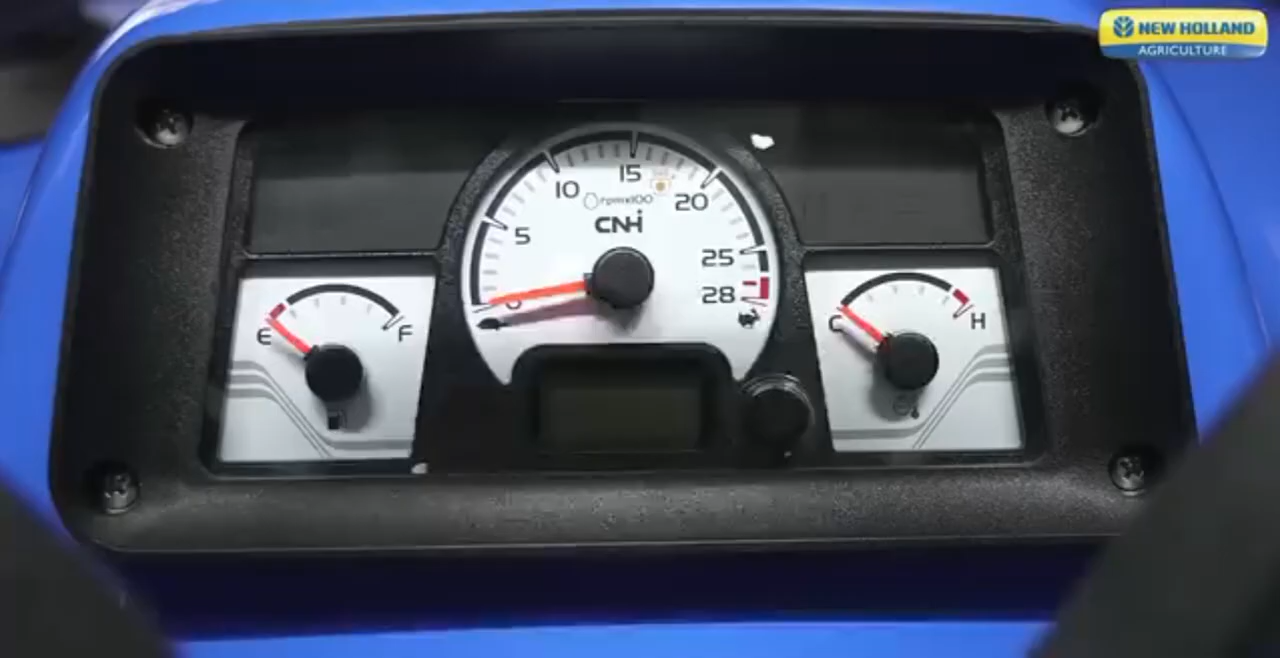 NEW HOLLAND
AGRICULTURE
15
10
rpmx100
20
CNH
5
25
28
0
E
F
C
H